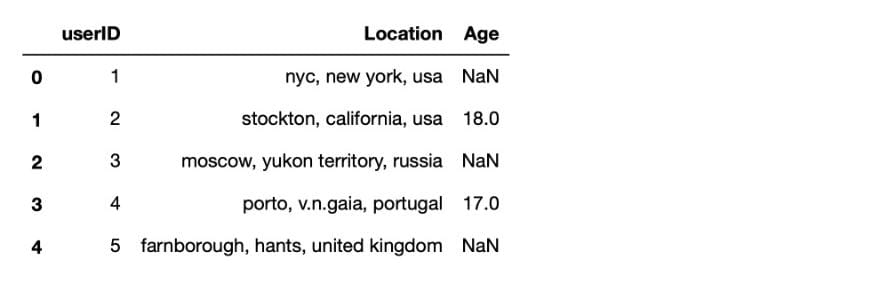 userID Location Age
0 1 nyc, new york, usa NaN
1 2 stockton, california, usa 18.0
2 3 moscow, yukon territory, russia NaN
3 4 porto, v.n.gaia, portugal 17.0
4 5 farnborough, hants, united kingdom NaN